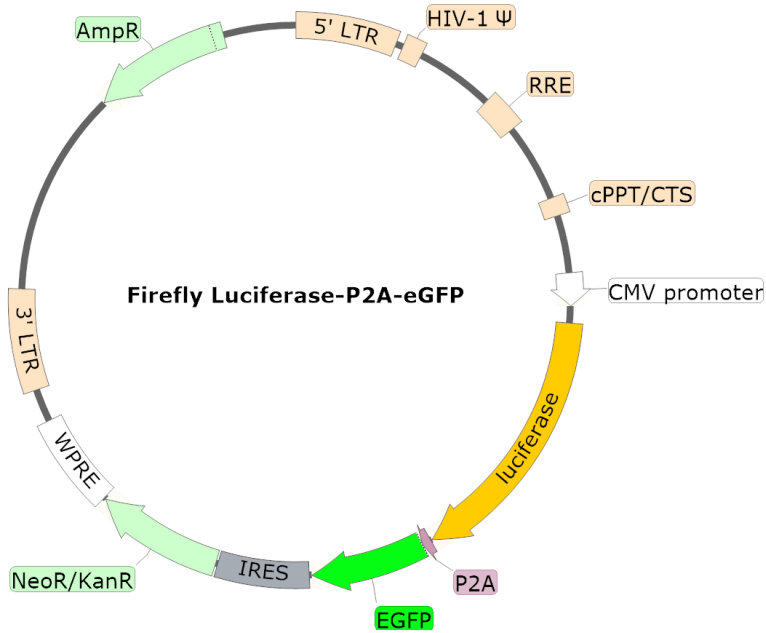 AmpR
5' LTR
HIV-1 Ψ
RRE
cPPT/CTS
Firefly Luciferase-P2A-eGFP
CMV promoter
3' LTR
luciferase
WPRE
IRES
NeoR/KanR
P2A
EGFP